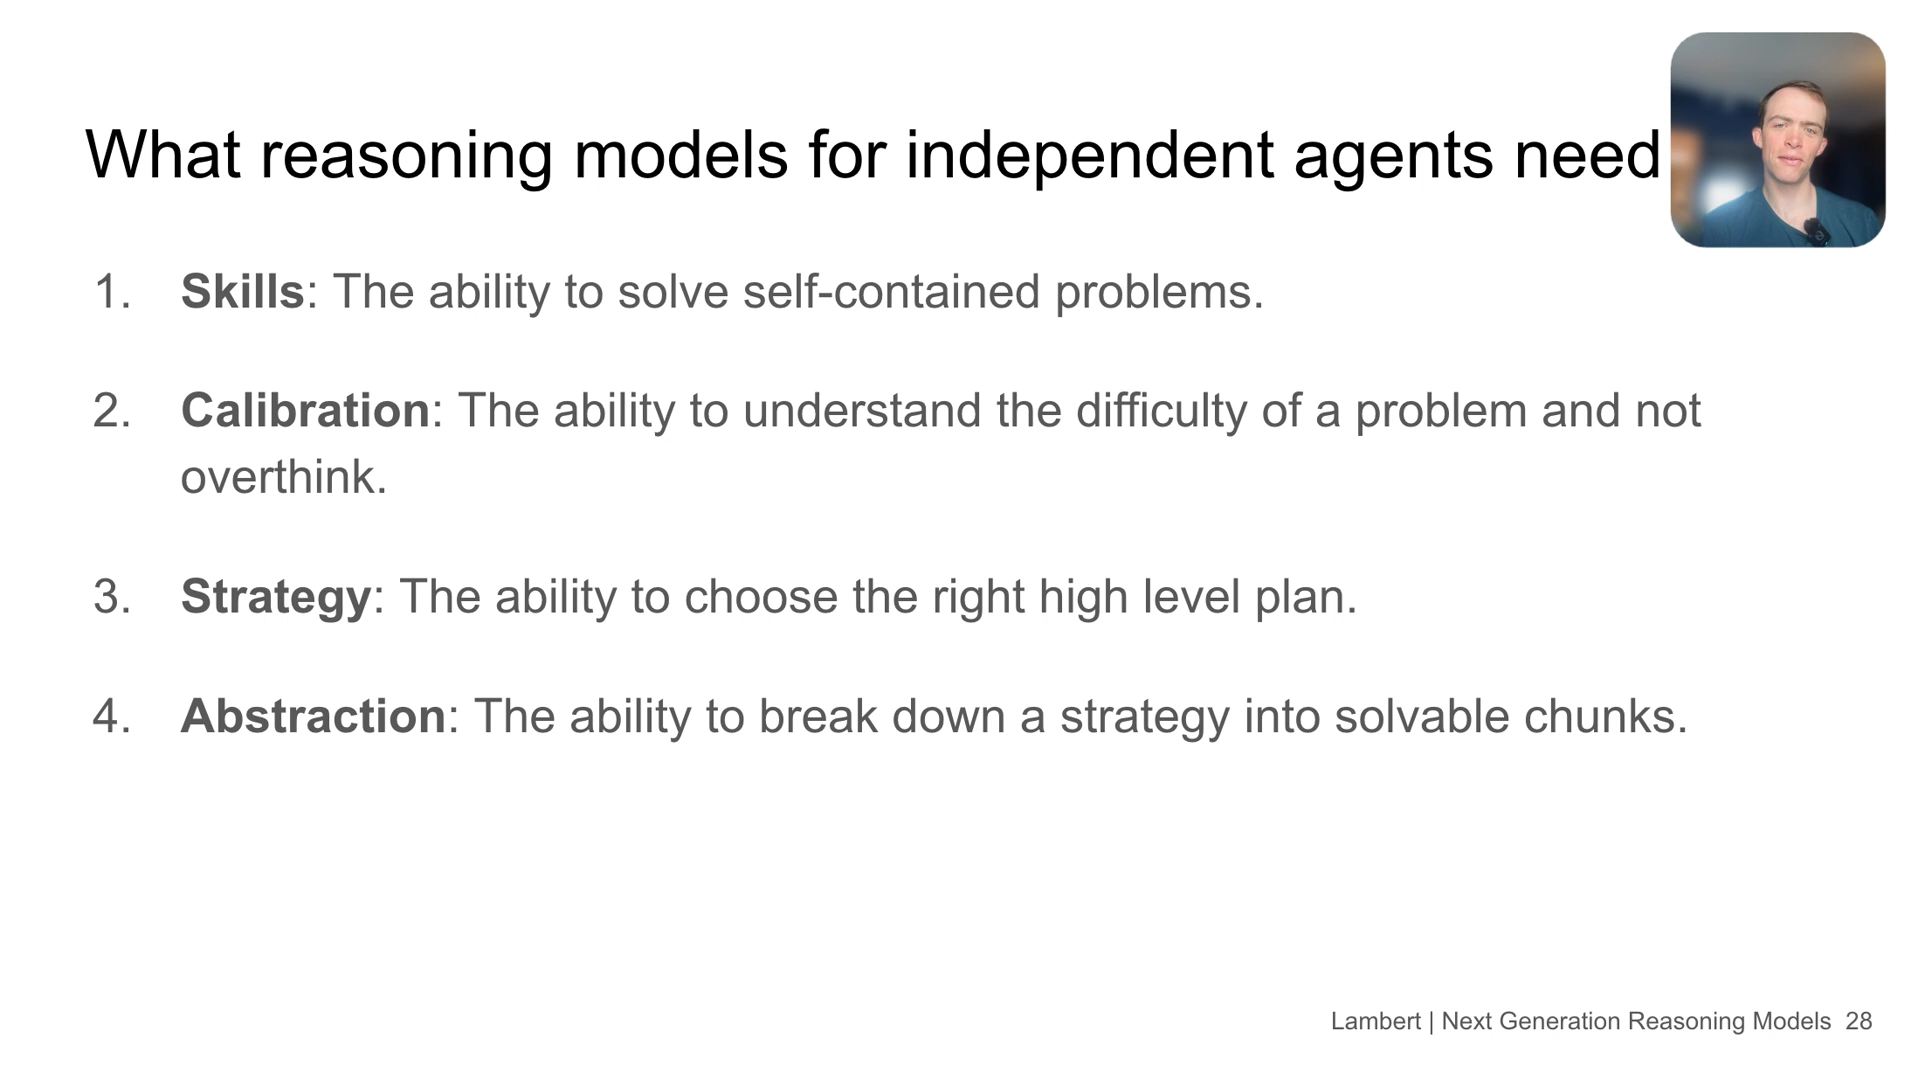 What reasoning models for independent agents need
1. Skills: The ability to solve self-contained problems.
2. Calibration: The ability to understand the difficulty of a problem and not
overthink.
3. Strategy: The ability to choose the right high level plan.
4. Abstraction: The ability to break down a strategy into solvable chunks.
Lambert | Next Generation Reasoning Models 28